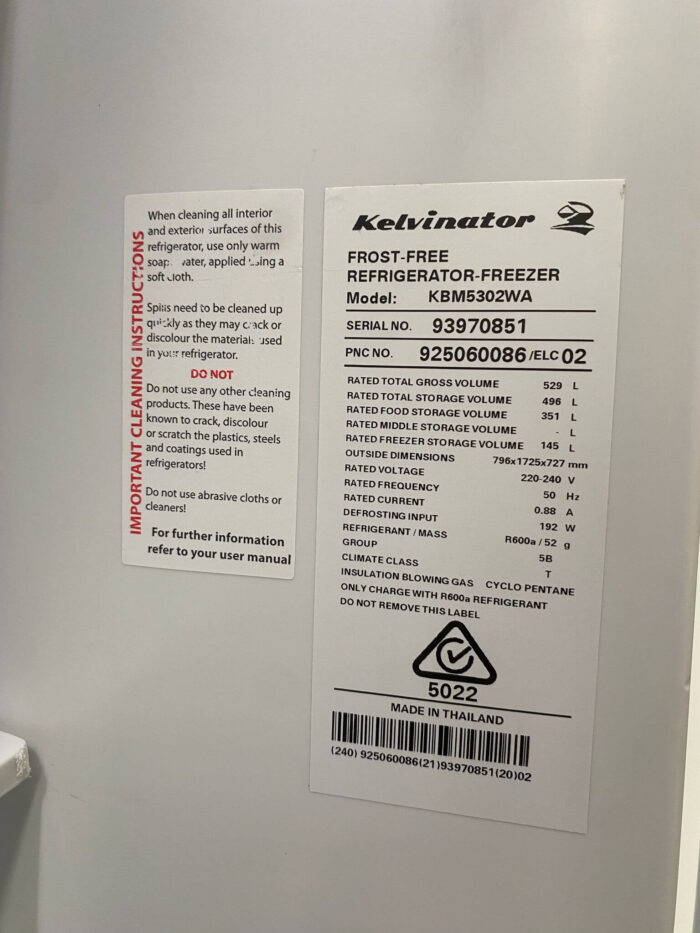 IMPORTANT CLEANING INSTRUCTIONS
When cleaning all interior
and exterior surfaces of this
refrigerator, use only warm
soap water, applied using a
soft cloth.
Spills need to be cleaned up
quickly as they may crack or
discolour the materials used
in your refrigerator.
DO NOT
Do not use any other cleaning
products. These have been
known to crack, discolour
or scratch the plastics, steels
and coatings used in
refrigerators!
Do not use abrasive cloths or
cleaners!
For further information
refer to your user manual
Kelvinator
FROST-FREE
REFRIGERATOR-FREEZER
Model: KBM5302WA
SERIAL NO. 93970851
PNC NO. 925060086 /ELC 02
RATED TOTAL GROSS VOLUME 529 L
RATED TOTAL STORAGE VOLUME 496 L
RATED FOOD STORAGE VOLUME 351 L
RATED MIDDLE STORAGE VOLUME - L
RATED FREEZER STORAGE VOLUME 145 L
OUTSIDE DIMENSIONS 796x1725x727 mm
RATED VOLTAGE 220-240 V
RATED FREQUENCY 50 Hz
RATED CURRENT 0.88 A
DEFROSTING INPUT 192 W
REFRIGERANT / MASS R600a / 52 g
GROUP 5B
CLIMATE CLASS T
INSULATION BLOWING GAS CYCLO PENTANE
ONLY CHARGE WITH R600a REFRIGERANT
DO NOT REMOVE THIS LABEL
5022
MADE IN THAILAND
(240) 925060086(21)93970851(20)02